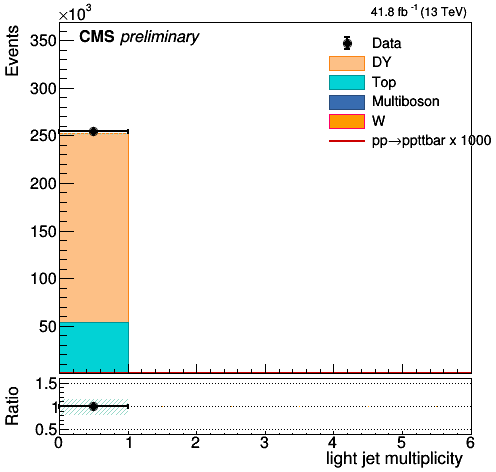 ×10³
41.8 fb⁻¹ (13 TeV)
CMS preliminary
Events
350
300
250
200
150
100
50
Data
DY
Top
Multiboson
W
pp→ppttbar x 1000
Ratio
1.5
1
0.5
0 1 2 3 4 5 6
light jet multiplicity